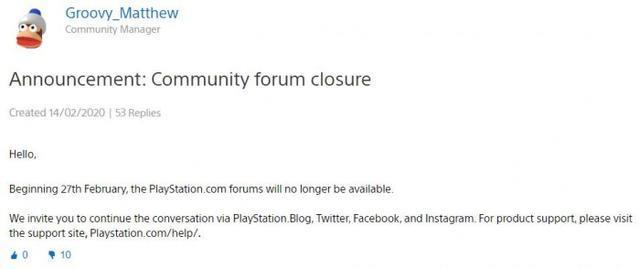 Groovy_Matthew
Community Manager
Announcement: Community forum closure
Created 14/02/2020 | 53 Replies
Hello,
Beginning 27th February, the PlayStation.com forums will no longer be available.
We invite you to continue the conversation via PlayStation.Blog, Twitter, Facebook, and Instagram. For product support, please visit
the support site, Playstation.com/help/.
0 10